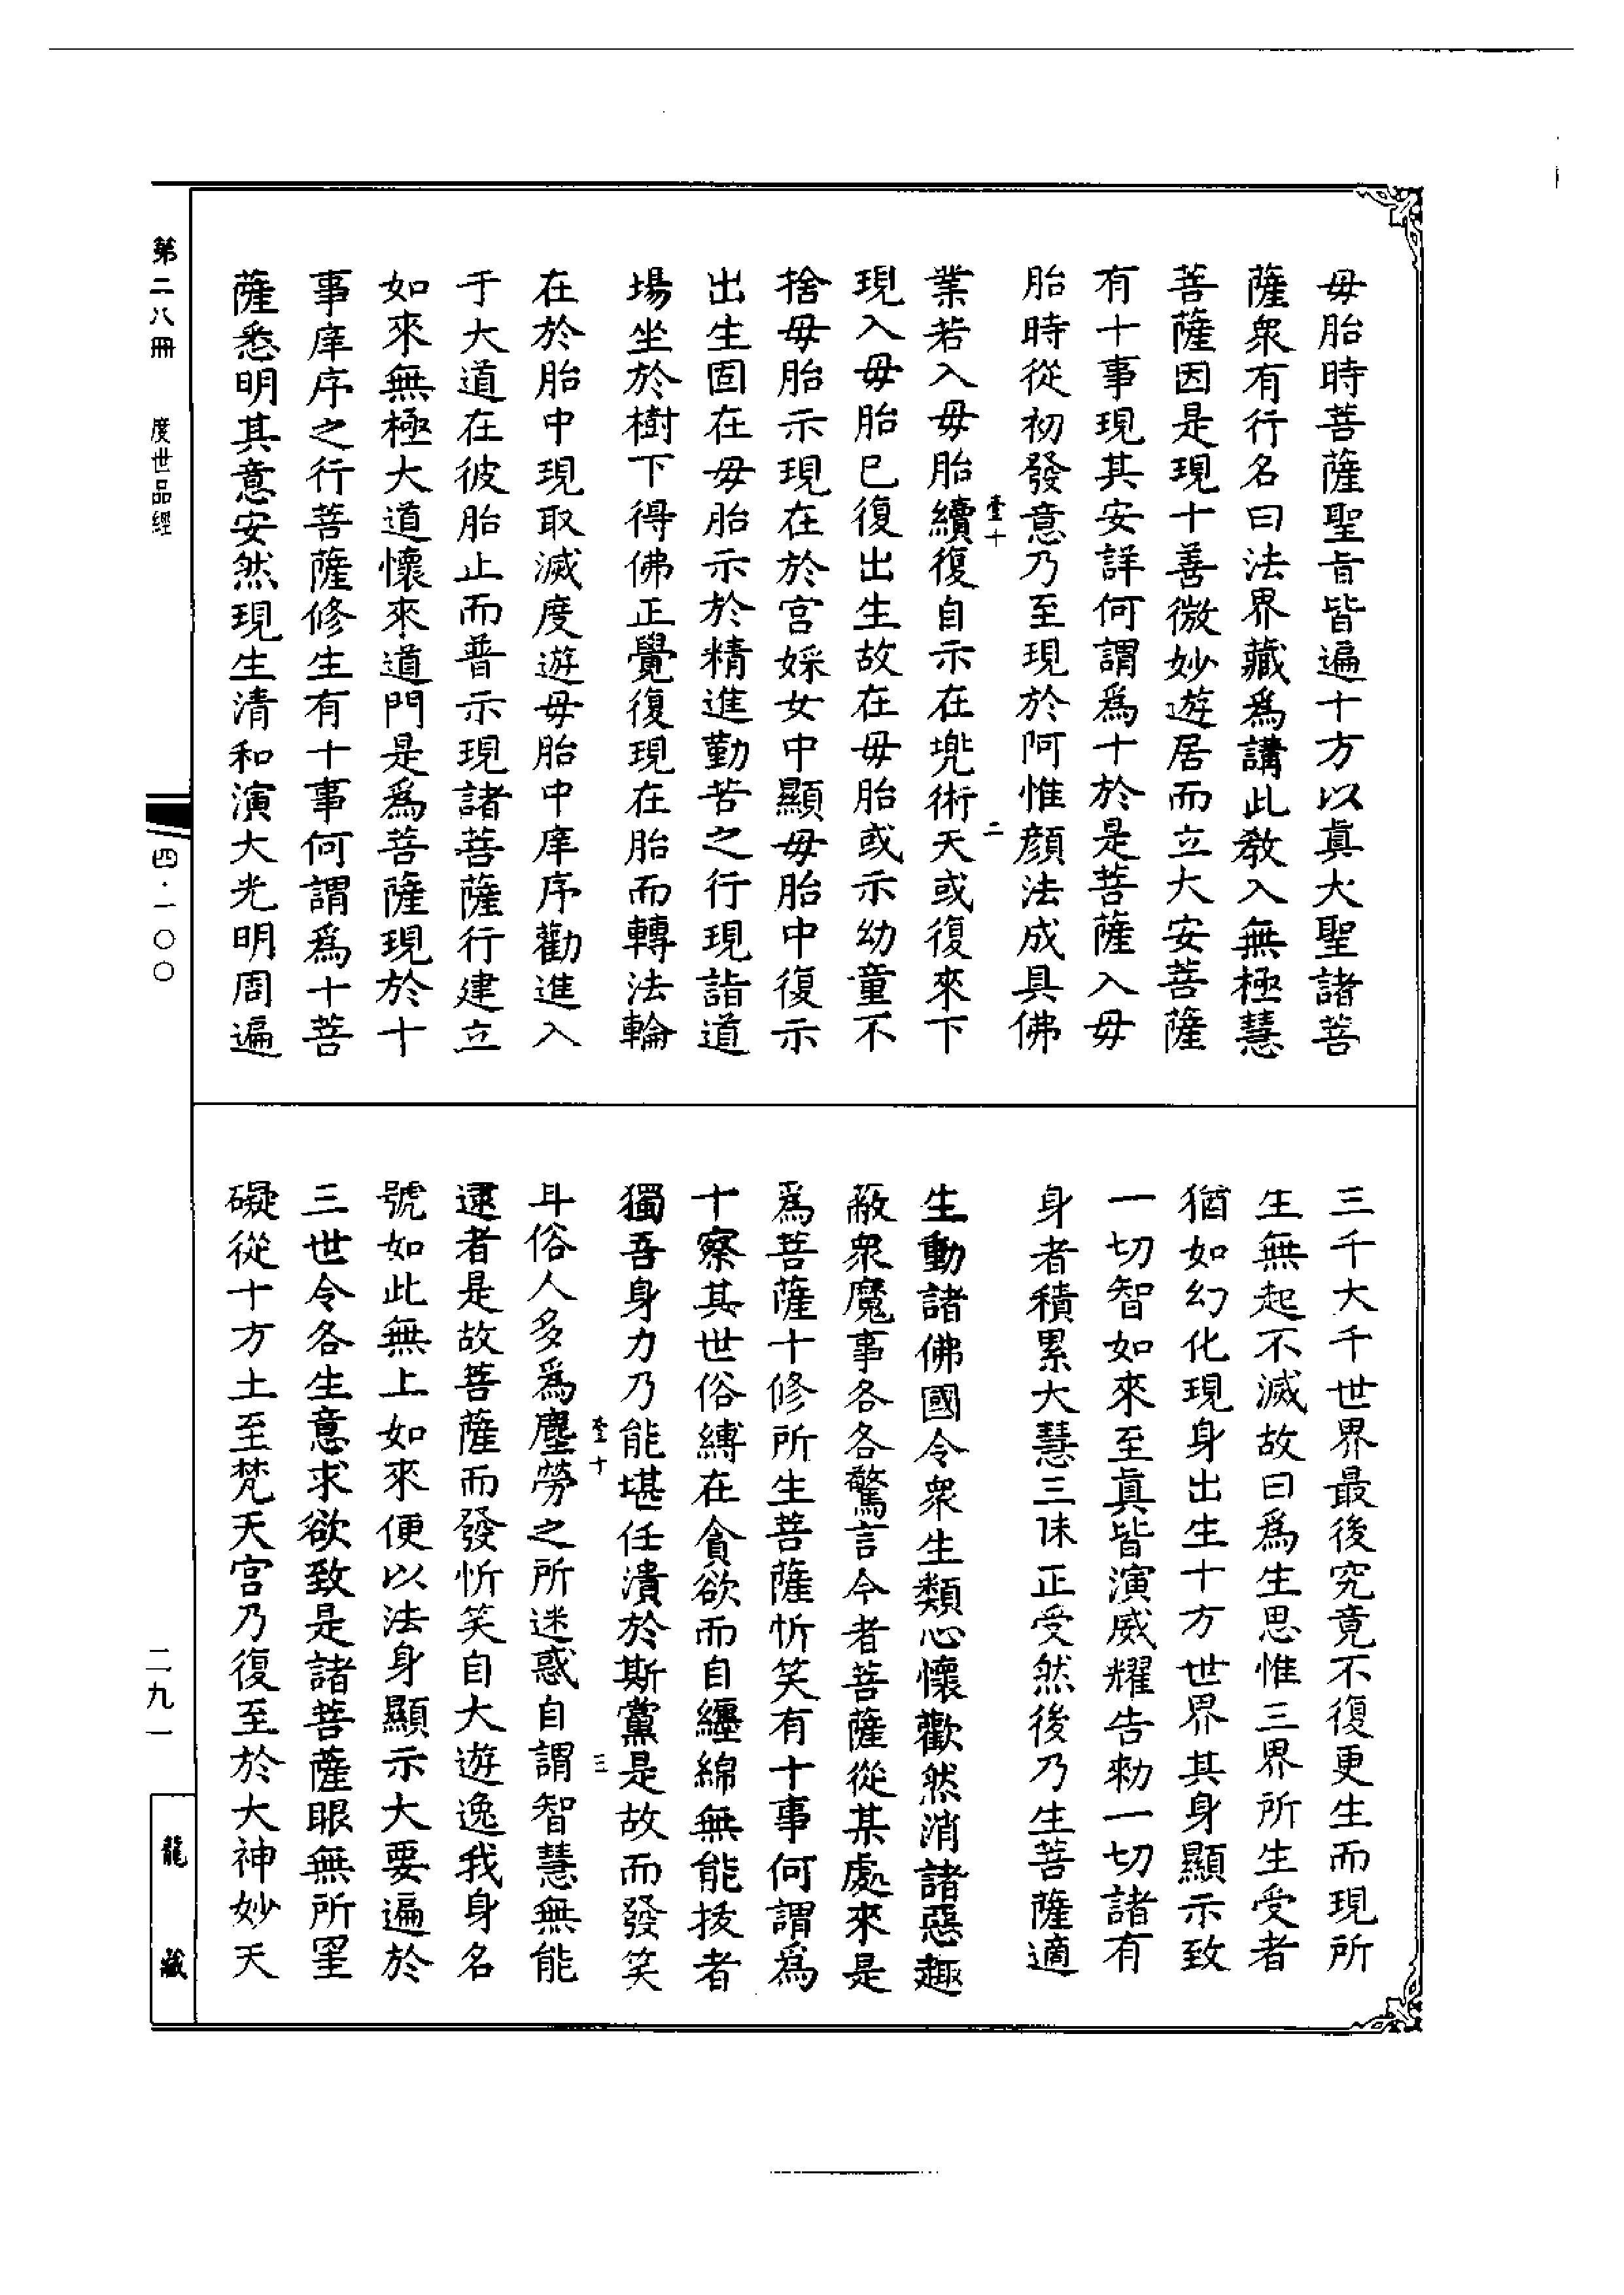 毋胎時菩薩聖旨皆遍十方以眞大聖諸菩
薩衆有行名曰法界藏爲講此教入無極慧
菩薩因是現十善微妙遊居而立大安菩薩
有十事現其安詳何謂爲十於是菩薩入毋
胎時從初發意乃至現於阿惟顔法成具佛
壹十 二
業若入毋胎續復自示在兠術天或復來下
現入毋胎巳復出生故在毋胎或示幼童不
捨毋胎示現在於宮婇女中顯毋胎中復示
出生固在毋胎示於精進勤苦之行現詣道
場坐於樹下得佛正覺復現在胎而轉法輪
在於胎中現取滅度遊毋胎中庠序勸進入
于大道在彼胎止而普示現諸菩薩行建立
如來無極大道懷來道門是爲菩薩現於十
事庠序之行菩薩修生有十事何謂爲十菩
薩悉明其意安然現生清和演大光明周遍
三千大千世界最後究竟不復更生而現所
生無起不滅故曰爲生思惟三界所生受者
猶如幻化現身出生十方世界其身顯示致
一切智如來至眞皆演威耀告勑一切諸有
身者積累大慧三昧正受然後乃生菩薩適
生動諸佛國令衆生類心懷歡然消諸惡趣
蔽衆魔事各各驚言今者菩薩從某處來是
爲菩薩十修所生菩薩忻笑有十事何謂爲
十察其世俗縛在貪欲而自纒綿無能拔者
獨吾身力乃能堪任潰於斯黨是故而發笑
壹十 三
斗俗人多爲塵勞之所迷惑自謂智慧無能
逮者是故菩薩而發忻笑自大遊逸我身名
號如此無上如來便以法身顯示大要遍於
三世令各生意求欲致是諸菩薩眼無所罣
礙從十方土至梵天宮乃復至於大神妙天
第二八冊 度世品經
四·一〇〇
二九一
龍藏